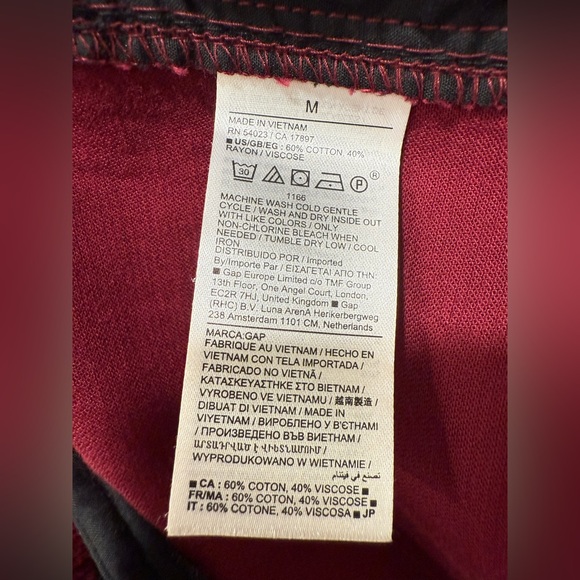 M
MADE IN VIETNAM
RN 54023 / CA 17897
■ US/GB/EG : 60% COTTON, 40%
RAYON / VISCOSE
30
P ®
1166
MACHINE WASH COLD GENTLE
CYCLE / WASH AND DRY INSIDE OUT
WITH LIKE COLORS / ONLY
NON-CHLORINE BLEACH WHEN
NEEDED / TUMBLE DRY LOW / COOL
IRON
DISTRIBUIDO POR / Imported
By/Importe Par / ΕΙΣΑΓΕΤΑΙ ΑΠΟ ΤΗΝ:
■ Gap Europe Limited c/o TMF Group
13th Floor, One Angel Court, London,
EC2R 7HJ, United Kingdom ■ Gap
(RHC) B.V. Luna ArenA Herikerbergweg
238 Amsterdam 1101 CM, Netherlands
MARCA:GAP
FABRIQUE AU VIETNAM / HECHO EN
VIETNAM CON TELA IMPORTADA /
FABRICADO NO VIETNÃ /
ΚΑΤΑΣΚΕΥΑΣΤΗΚΕ ΣΤΟ ΒΙΕΤΝΑΜ /
VYROBENO VE VIETNAMU / 越南製造 /
DIBUAT DI VIETNAM / MADE IN
VIYETNAM / ВИРОБЛЕНО У В'ЄТНАМІ
/ ПРОИЗВЕДЕНО ВЪВ ВИЕТНАМ /
ԱՐՏԱԴՐՎԱԾ Է ՎԻԵՏՆԱՄՈՒՄ /
WYPRODUKOWANO W WIETNAMIE /
تصنع في فيتنام
■ CA : 60% COTON, 40% VISCOSE ■
FR/MA : 60% COTON, 40% VISCOSE ■
IT : 60% COTONE, 40% VISCOSA ■ JP